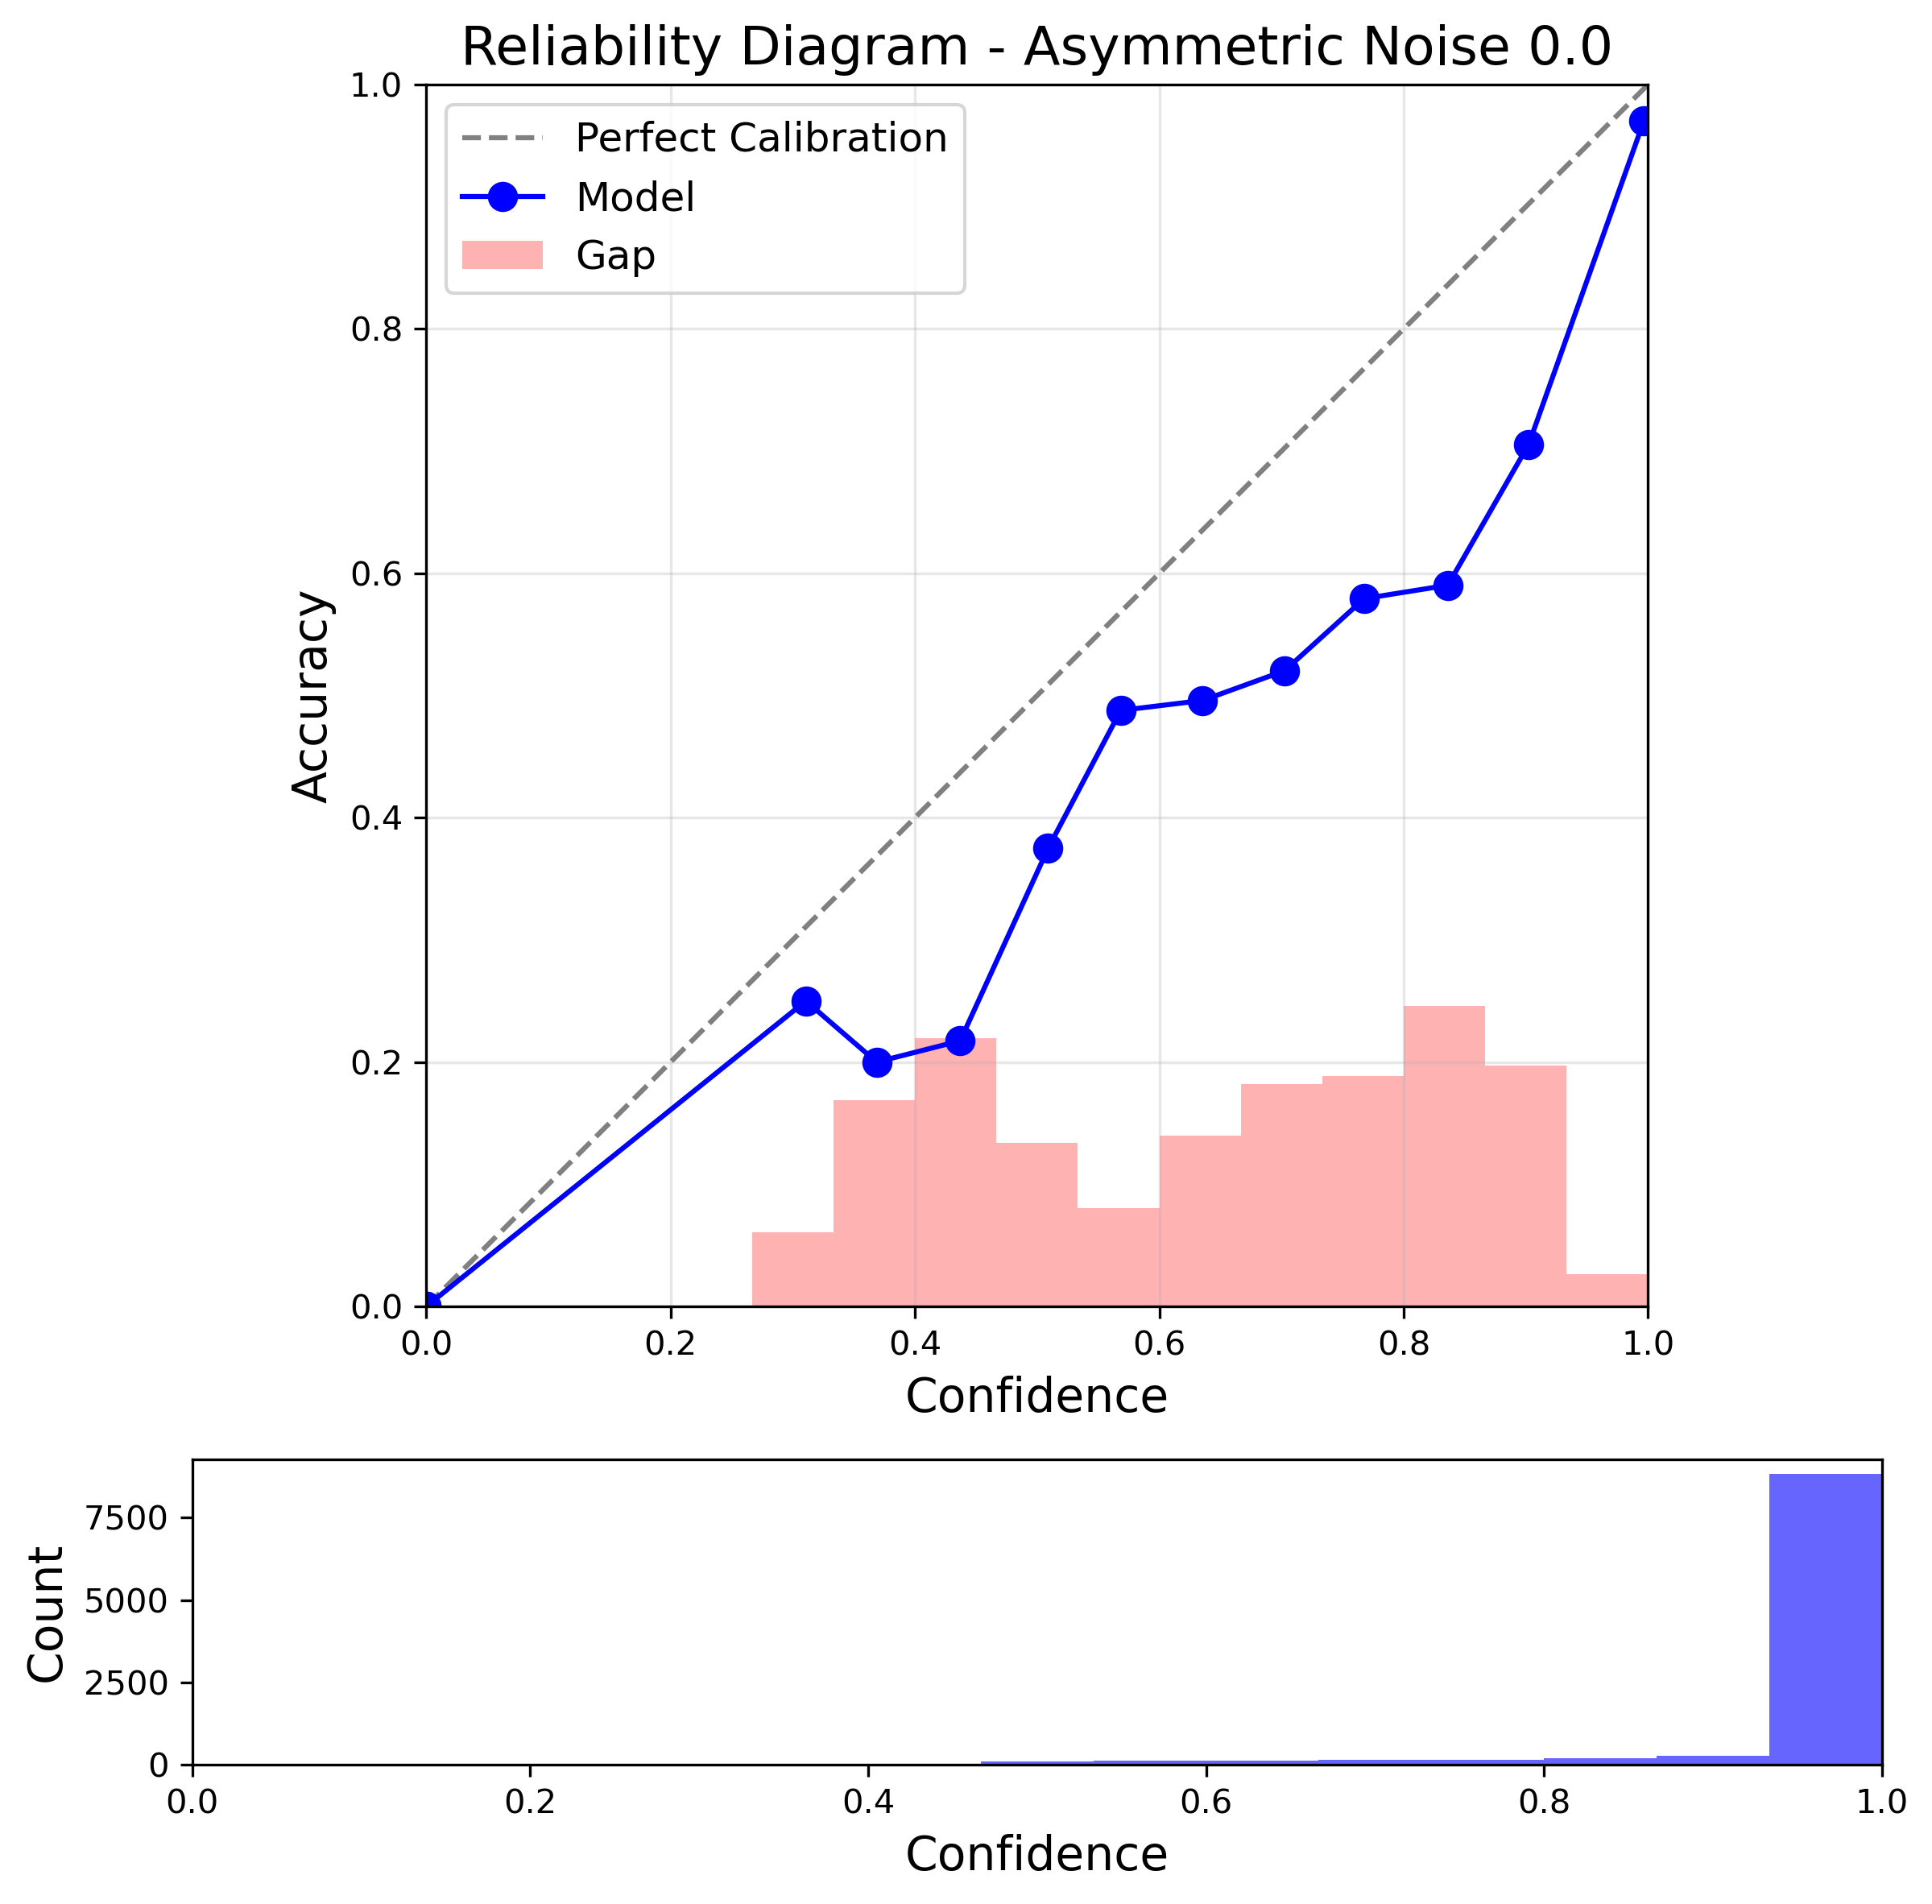 Reliability Diagram - Asymmetric Noise 0.0
1.0
0.8
0.6
0.4
0.2
0.0
Accuracy
Perfect Calibration
Model
Gap
0.0 0.2 0.4 0.6 0.8 1.0
Confidence
7500
5000
2500
0
Count
0.0 0.2 0.4 0.6 0.8 1.0
Confidence